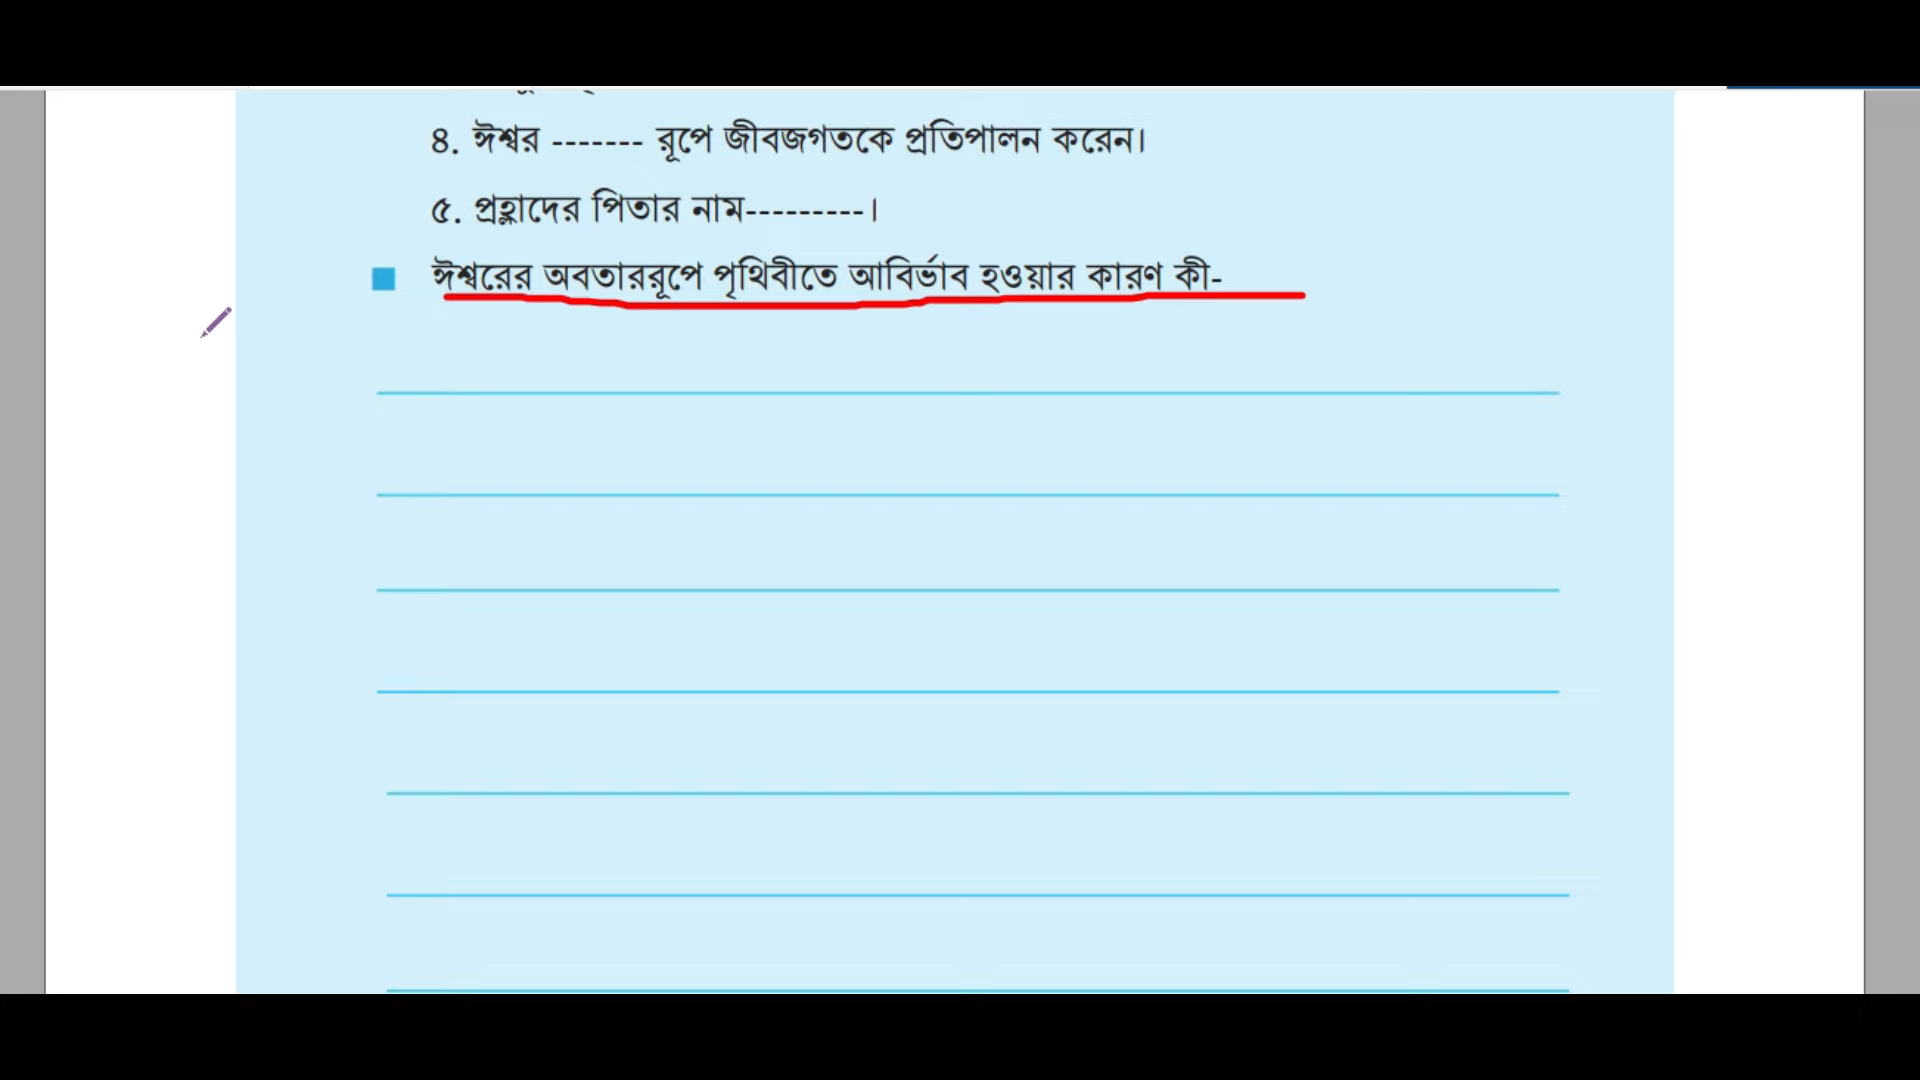 ৪. ঈশ্বর ------- রূপে জীবজগতকে প্রতিপালন করেন।
৫. প্রহ্লাদের পিতার নাম---------।
ঈশ্বরের অবতাররূপে পৃথিবীতে আবির্ভাব হওয়ার কারণ কী-